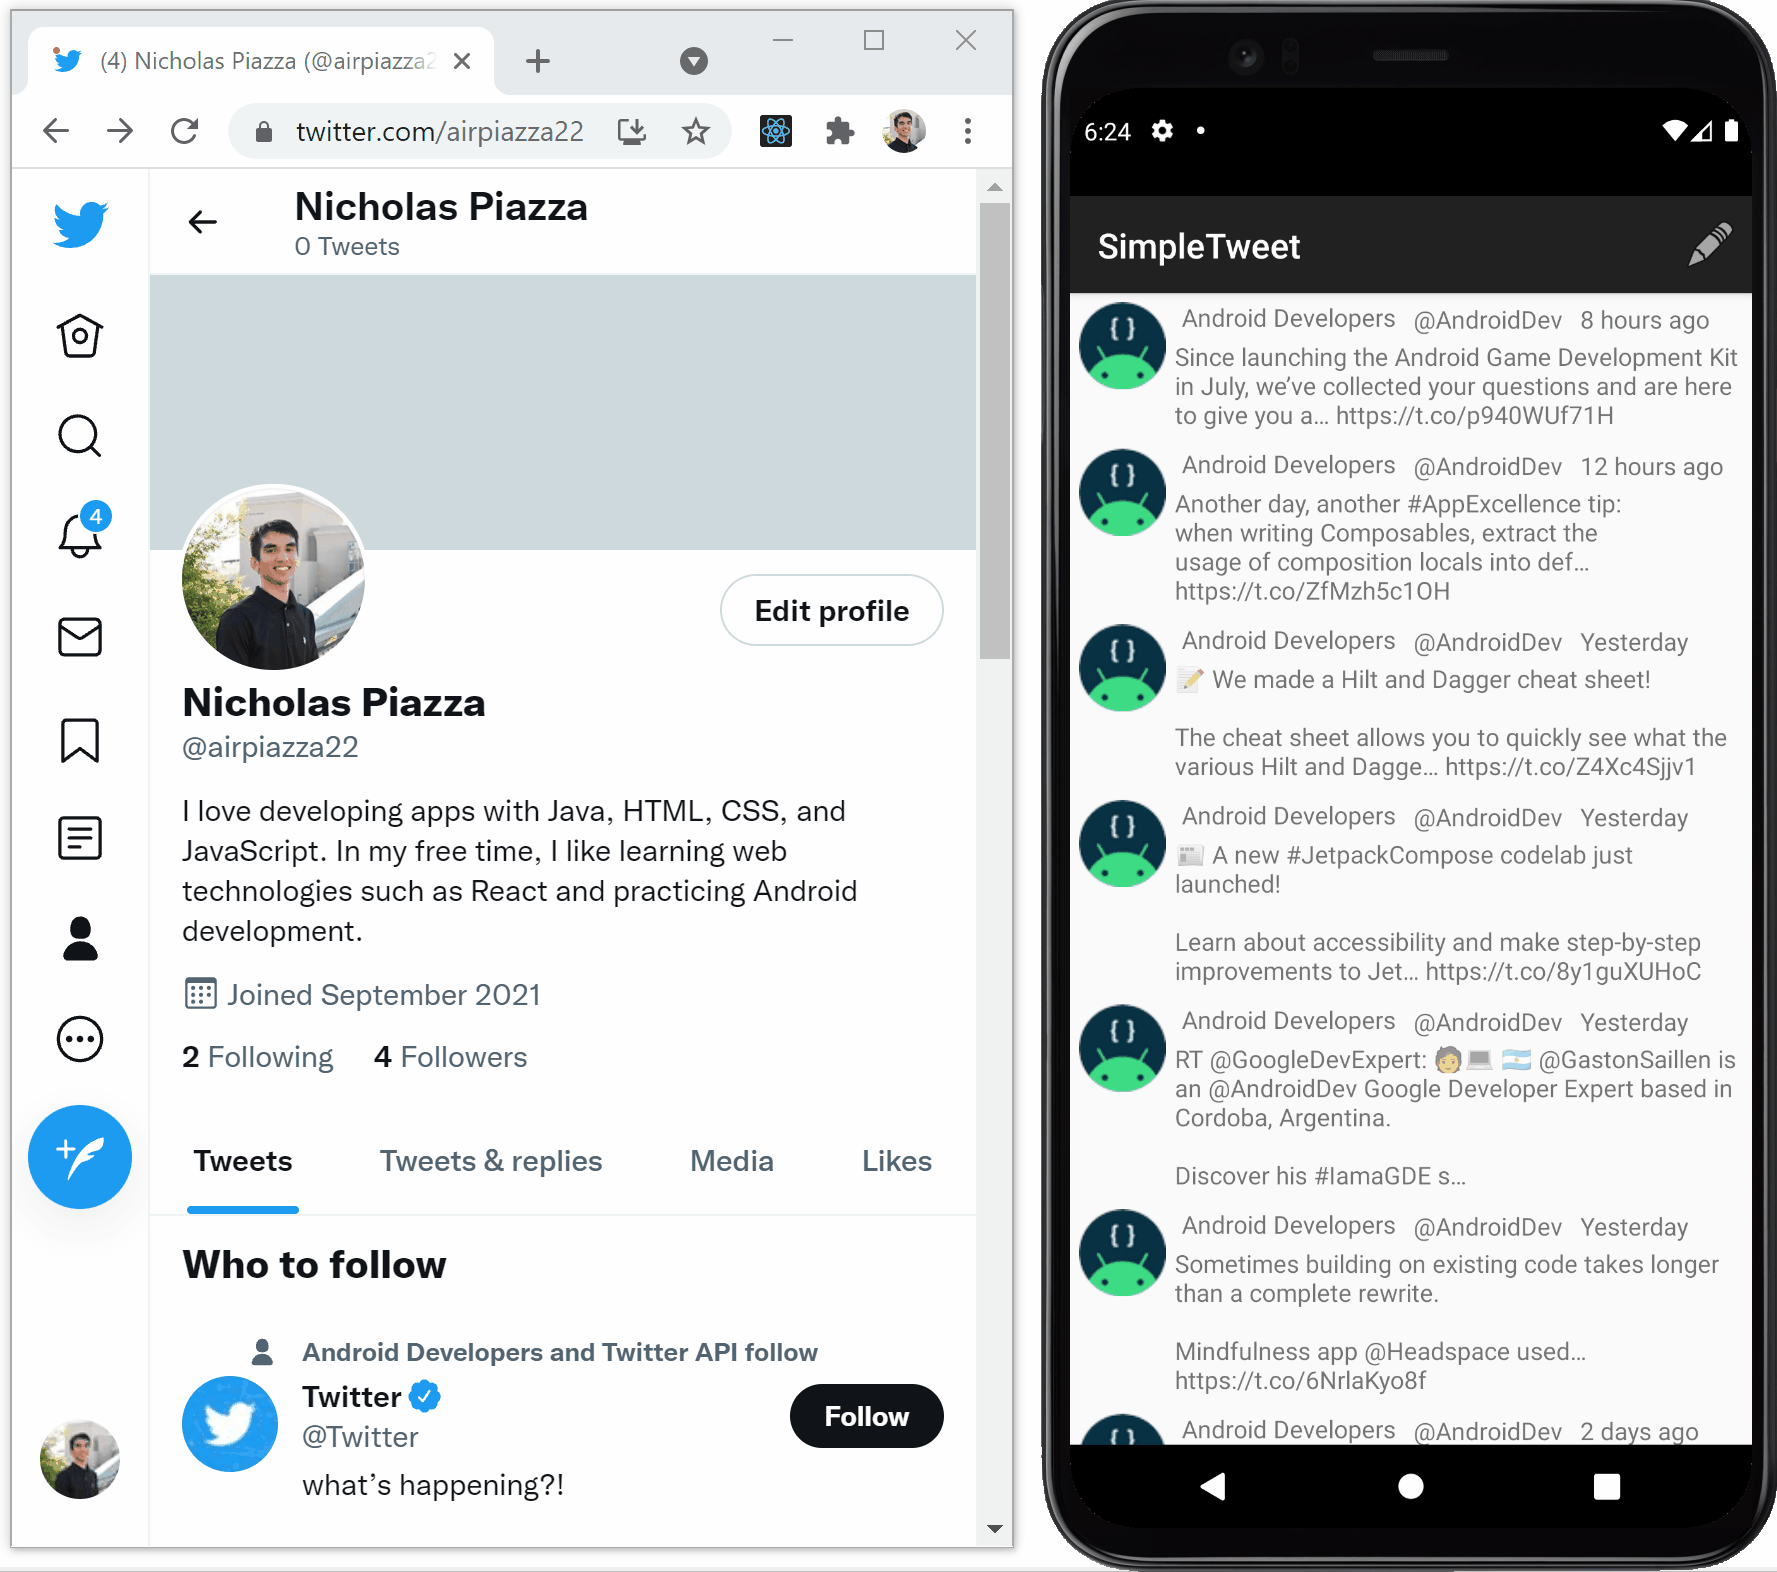 (4) Nicholas Piazza (@airpiazza2
twitter.com/airpiazza22
Nicholas Piazza
0 Tweets
4
Edit profile
Nicholas Piazza
@airpiazza22
I love developing apps with Java, HTML, CSS, and
JavaScript. In my free time, I like learning web
technologies such as React and practicing Android
development.
Joined September 2021
2 Following 4 Followers
Tweets Tweets & replies Media Likes
Who to follow
Android Developers and Twitter API follow
Twitter
@Twitter
Follow
what’s happening?!
6:24
SimpleTweet
Android Developers @AndroidDev 8 hours ago
Since launching the Android Game Development Kit
in July, we’ve collected your questions and are here
to give you a… https://t.co/p940WUf71H
Android Developers @AndroidDev 12 hours ago
Another day, another #AppExcellence tip:
when writing Composables, extract the
usage of composition locals into def…
https://t.co/ZfMzh5c1OH
Android Developers @AndroidDev Yesterday
📝 We made a Hilt and Dagger cheat sheet!
The cheat sheet allows you to quickly see what the
various Hilt and Dagge… https://t.co/Z4Xc4Sjjv1
Android Developers @AndroidDev Yesterday
📰 A new #JetpackCompose codelab just
launched!
Learn about accessibility and make step-by-step
improvements to Jet… https://t.co/8y1guXUHoC
Android Developers @AndroidDev Yesterday
RT @GoogleDevExpert: 🧑‍💻 🇦🇷 @GastonSaillen is
an @AndroidDev Google Developer Expert based in
Cordoba, Argentina.
Discover his #IamaGDE s…
Android Developers @AndroidDev Yesterday
Sometimes building on existing code takes longer
than a complete rewrite.
Mindfulness app @Headspace used…
https://t.co/6NrlaKyo8f
Android Developers @AndroidDev 2 days ago